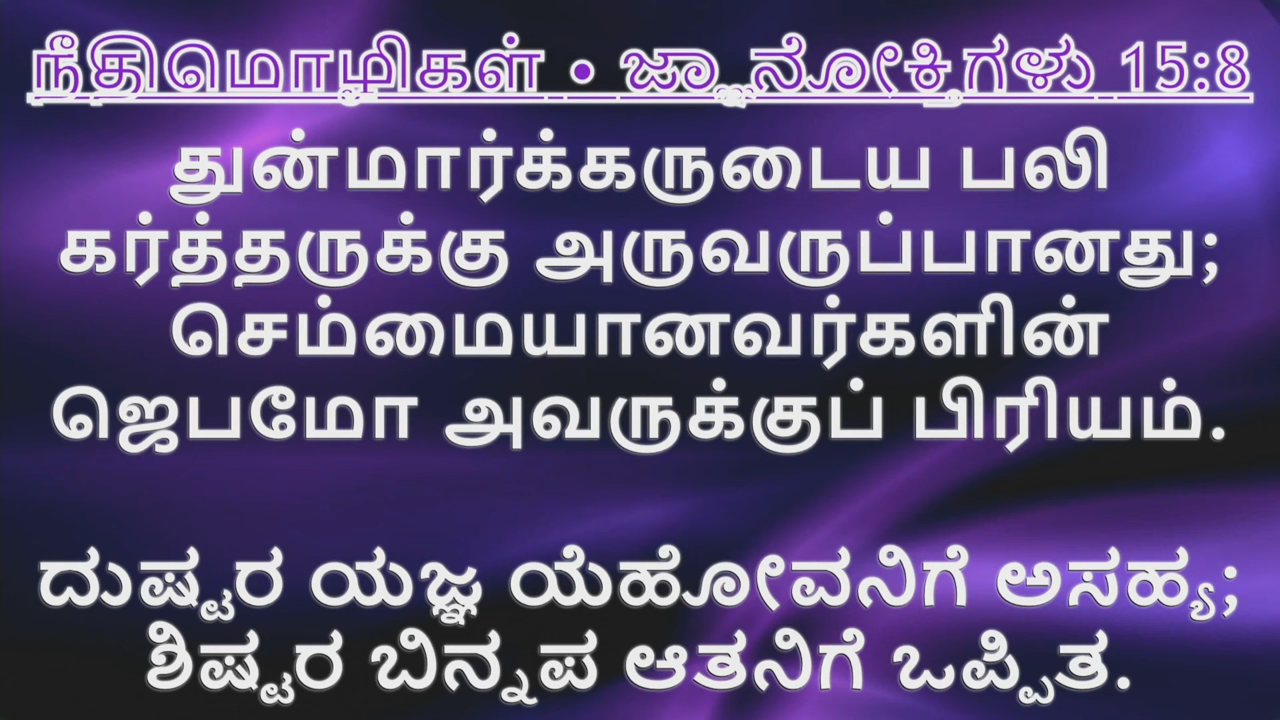 நீதிமொழிகள் • ಜ್ಞಾನೋಕ್ತಿಗಳು 15:8
துன்மார்க்கருடைய பலி
கர்த்தருக்கு அருவருப்பானது;
செம்மையானவர்களின்
ஜெபமோ அவருக்குப் பிரியம்.
ದುಷ್ಟರ ಯಜ್ಞ ಯೆಹೋವನಿಗೆ ಅಸಹ್ಯ;
ಶಿಷ್ಟರ ಬಿನ್ನಪ ಆತನಿಗೆ ಒಪ್ಪಿತ.